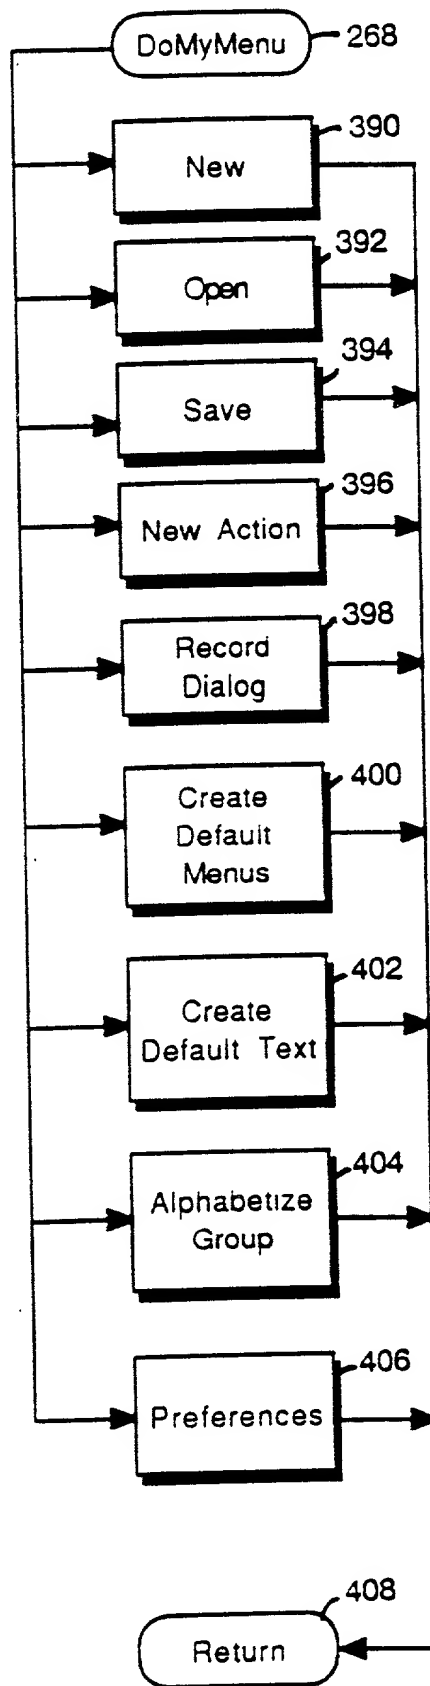 DoMyMenu 268
390
New
392
Open
394
Save
396
New Action
398
Record
Dialog
400
Create
Default
Menus
402
Create
Default Text
404
Alphabetize
Group
406
Preferences
408
Return